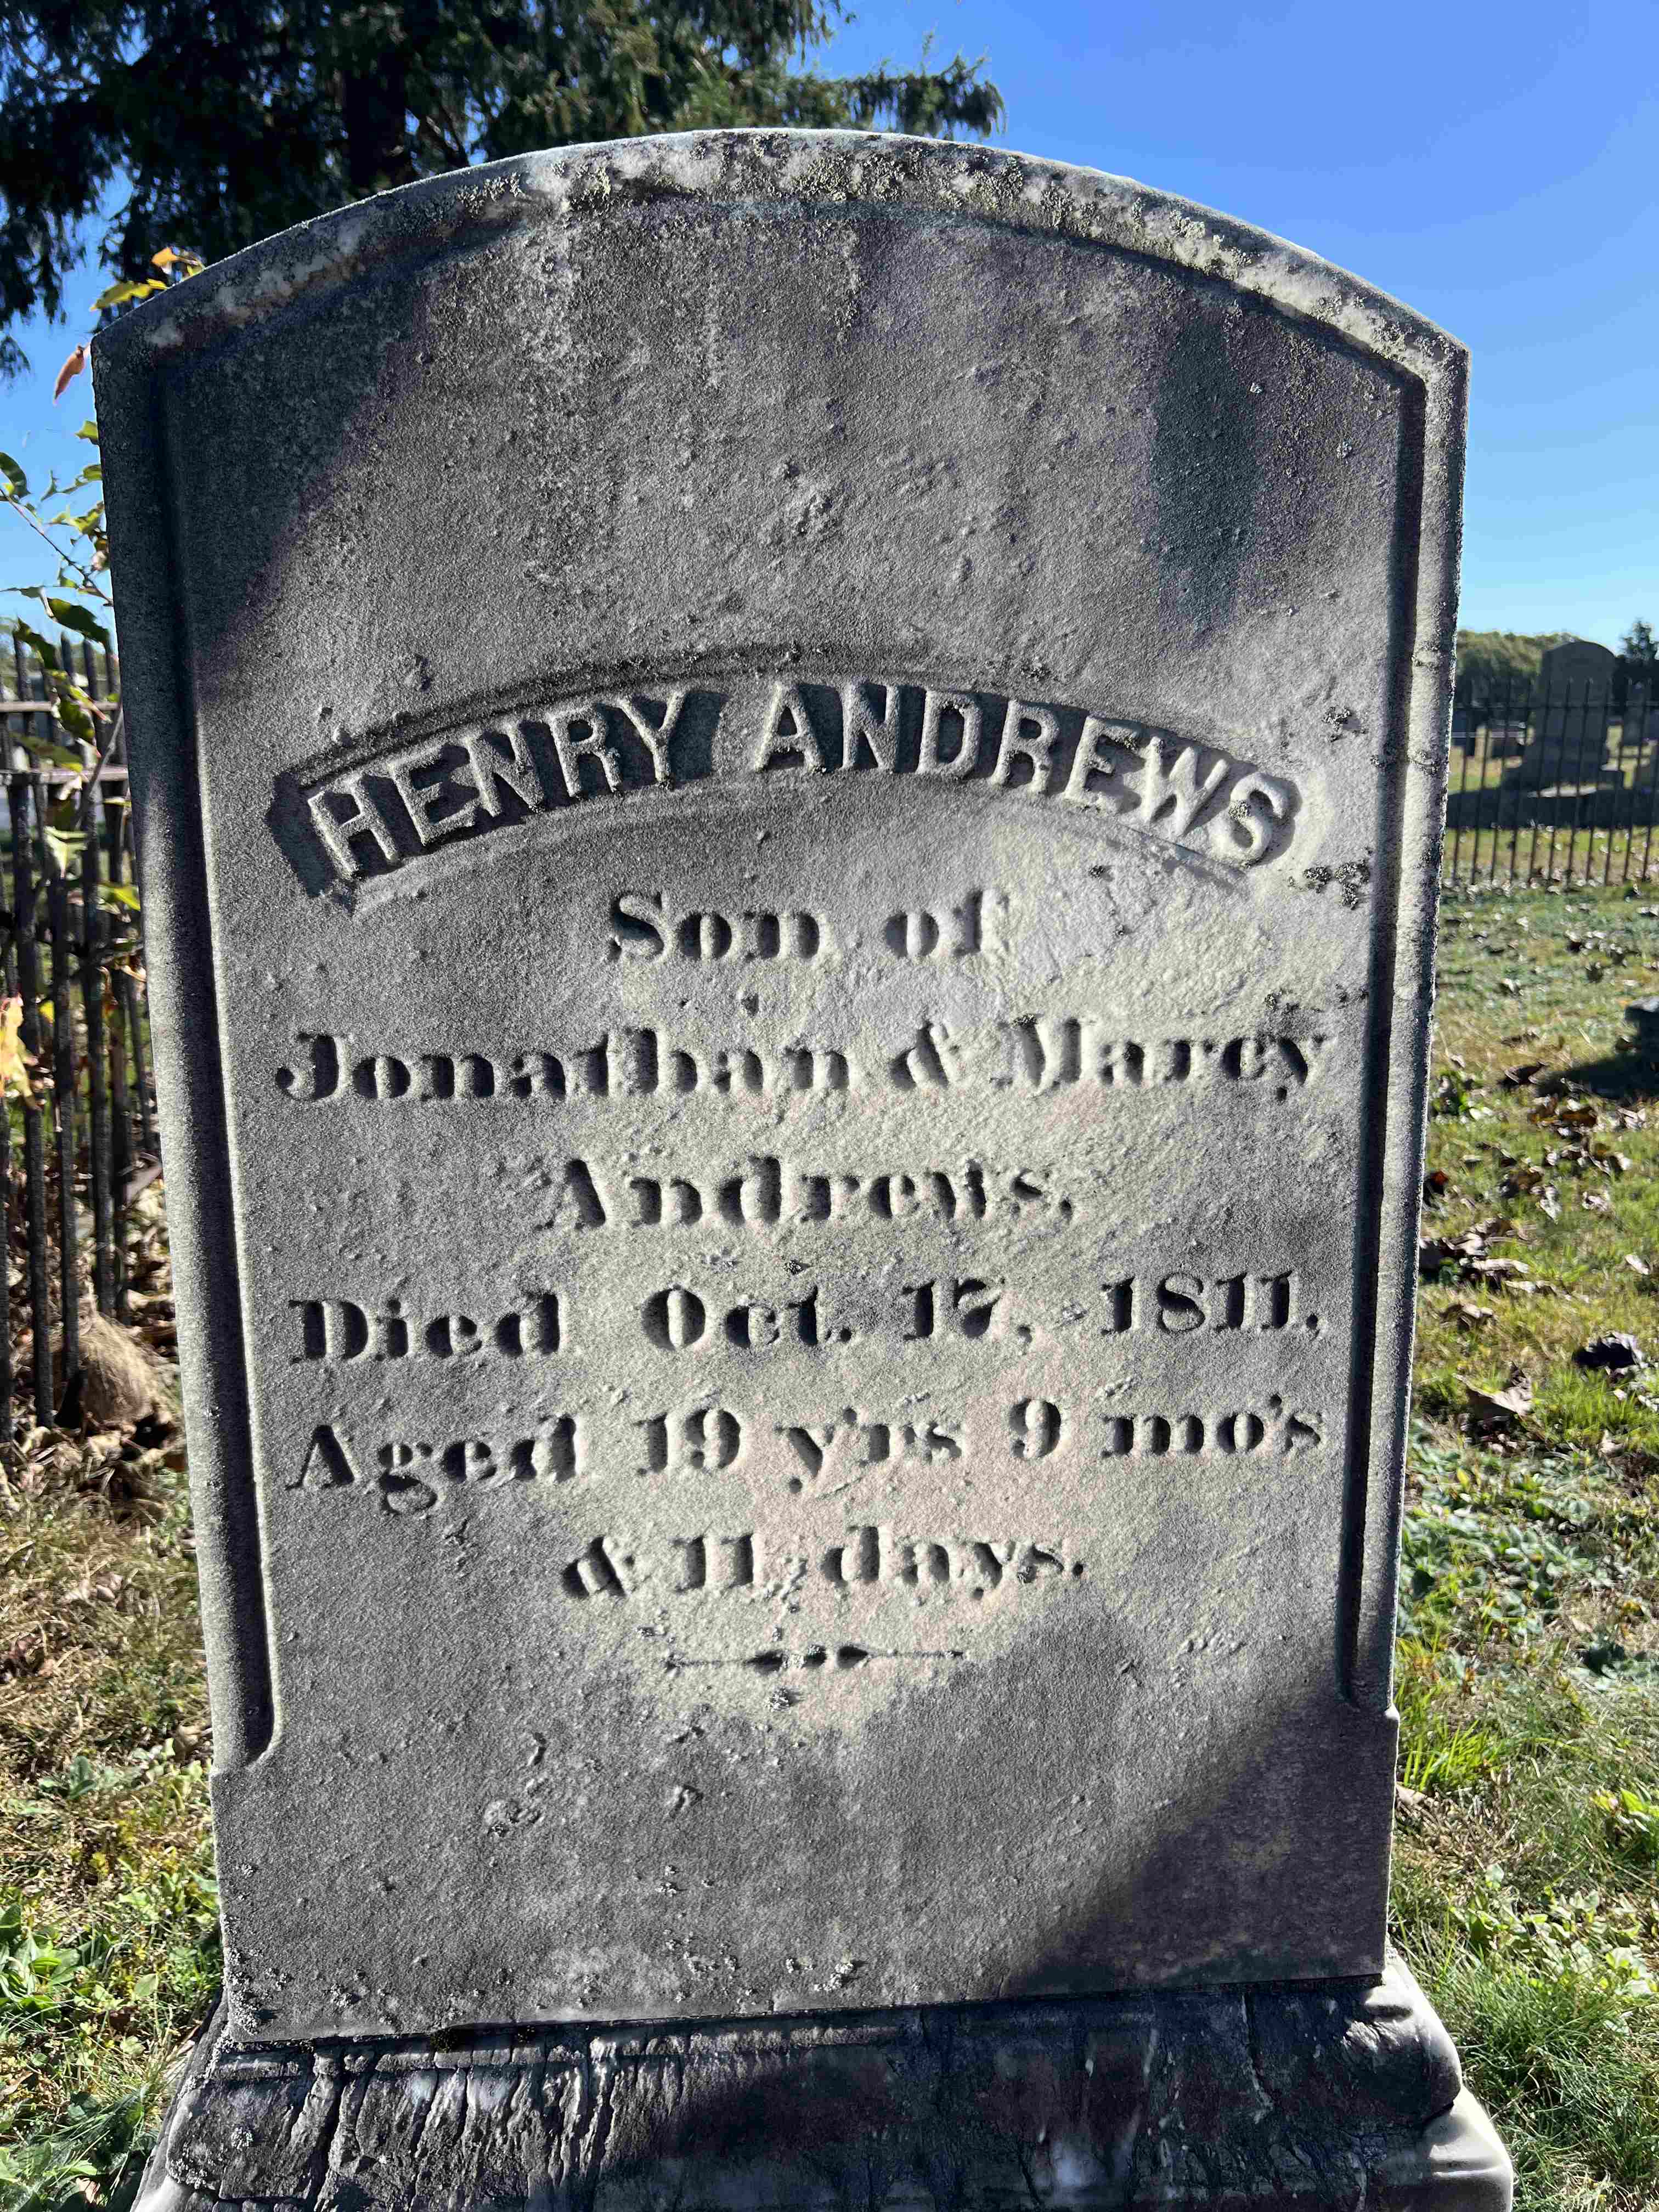 HENRY ANDREWS
Son of
Jonathan & Marcy
Andrews,
Died Oct. 17, 1811,
Aged 19 y'rs 9 mo's
& 11 days.